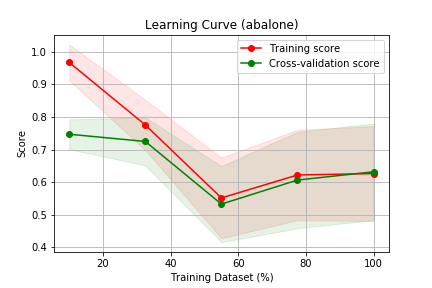 Learning Curve (abalone)
Training score
Cross-validation score
1.0
0.9
0.8
0.7
0.6
0.5
0.4
Score
20 40 60 80 100
Training Dataset (%)